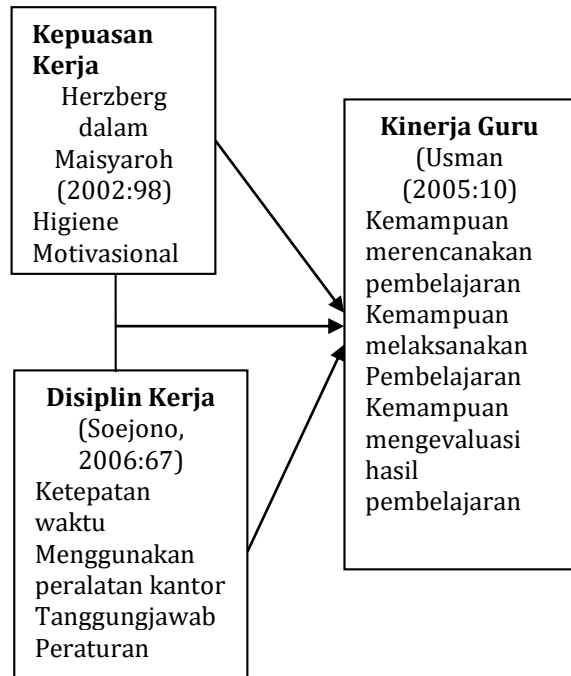 Kepuasan
Kerja
Herzberg
dalam
Maisyaroh
(2002:98)
Higiene
Motivasional
Disiplin Kerja
(Soejono,
2006:67)
Ketepatan
waktu
Menggunakan
peralatan kantor
Tanggungjawab
Peraturan
Kinerja Guru
(Usman
(2005:10)
Kemampuan
merencanakan
pembelajaran
Kemampuan
melaksanakan
Pembelajaran
Kemampuan
mengevaluasi
hasil
pembelajaran